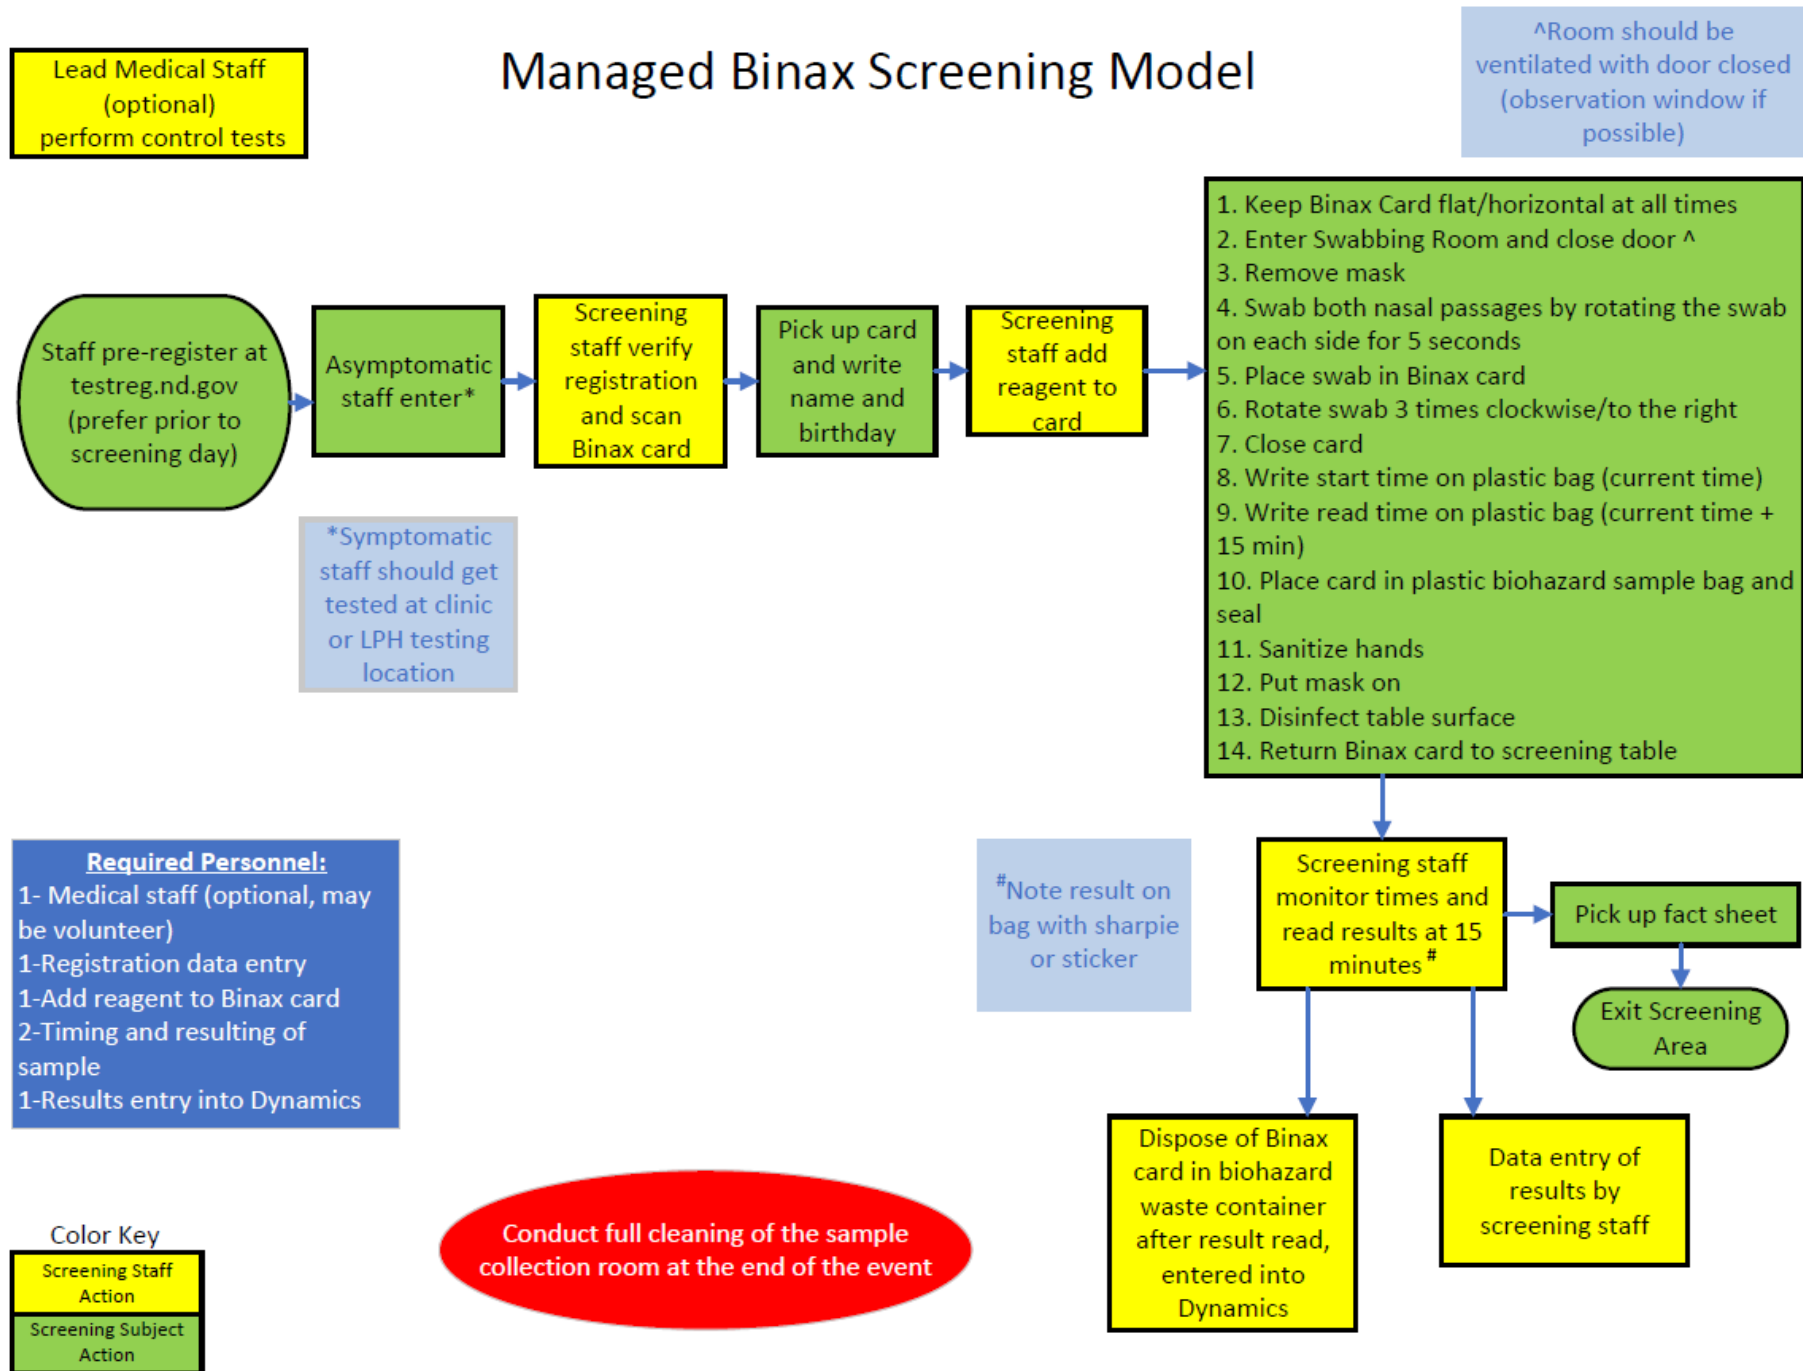 Managed Binax Screening Model
Lead Medical Staff
(optional)
perform control tests
^Room should be
ventilated with door closed
(observation window if
possible)
Staff pre-register at
testreg.nd.gov
(prefer prior to
screening day)
Asymptomatic
staff enter*
Screening
staff verify
registration
and scan
Binax card
Pick up card
and write
name and
birthday
Screening
staff add
reagent to
card
1. Keep Binax Card flat/horizontal at all times
2. Enter Swabbing Room and close door ^
3. Remove mask
4. Swab both nasal passages by rotating the swab
on each side for 5 seconds
5. Place swab in Binax card
6. Rotate swab 3 times clockwise/to the right
7. Close card
8. Write start time on plastic bag (current time)
9. Write read time on plastic bag (current time +
15 min)
10. Place card in plastic biohazard sample bag and
seal
11. Sanitize hands
12. Put mask on
13. Disinfect table surface
14. Return Binax card to screening table
*Symptomatic
staff should get
tested at clinic
or LPH testing
location
Required Personnel:
1- Medical staff (optional, may
be volunteer)
1-Registration data entry
1-Add reagent to Binax card
2-Timing and resulting of
sample
1-Results entry into Dynamics
#Note result on
bag with sharpie
or sticker
Screening staff
monitor times and
read results at 15
minutes #
Pick up fact sheet
Exit Screening
Area
Dispose of Binax
card in biohazard
waste container
after result read,
entered into
Dynamics
Data entry of
results by
screening staff
Conduct full cleaning of the sample
collection room at the end of the event
Color Key
Screening Staff
Action
Screening Subject
Action